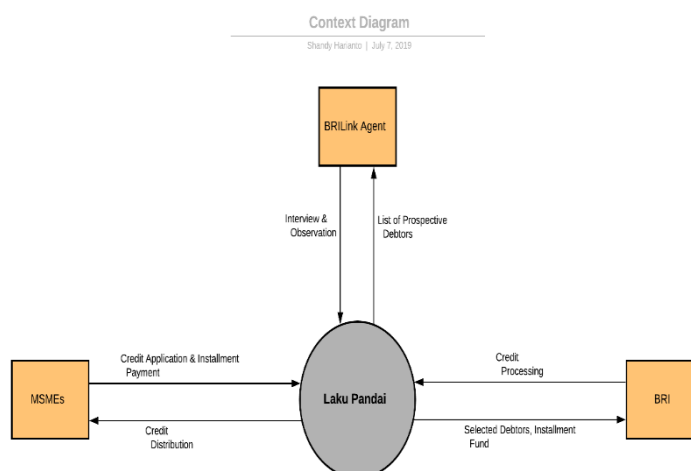 Context Diagram
Shandy Harianto | July 7, 2019
BRILink Agent
Interview &
Observation
List of Prospective
Debtors
Credit Application & Installment
Payment
Credit
Processing
MSMEs
Laku Pandai
BRI
Credit
Distribution
Selected Debtors, Installment
Fund